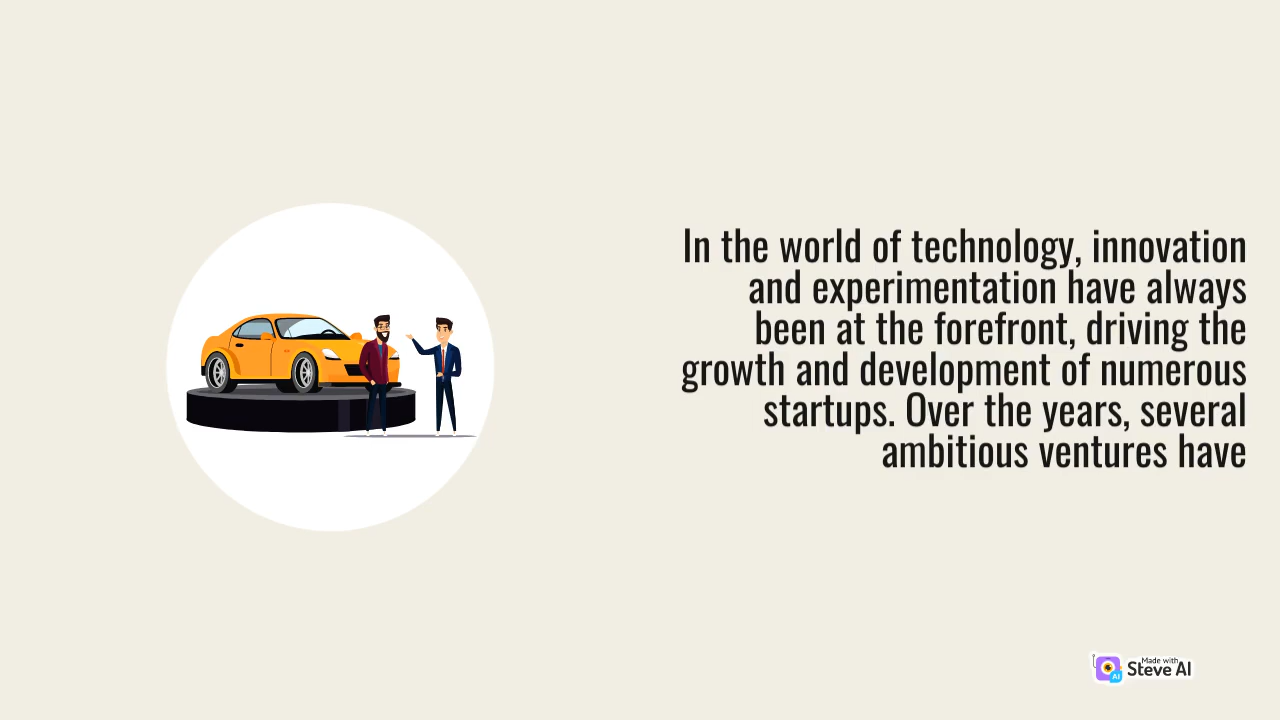 In the world of technology, innovation
and experimentation have always
been at the forefront, driving the
growth and development of numerous
startups. Over the years, several
ambitious ventures have
Made with
Steve AI
AI